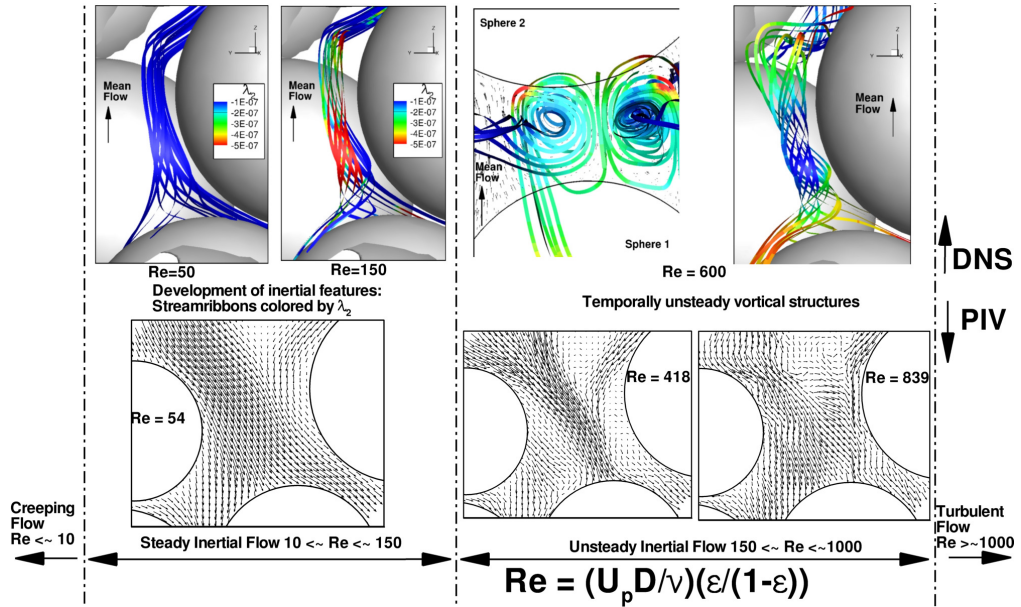 Z
Y
X
Mean
Flow
λ2
-1E-07
-2E-07
-3E-07
-4E-07
-5E-07
Re=50
Z
Y
X
Mean
Flow
λ2
-1E-07
-2E-07
-3E-07
-4E-07
-5E-07
Re=150
Development of inertial features:
Streamribbons colored by λ2
Sphere 2
Mean
Flow
Sphere 1
Z
Y
X
Mean
Flow
Re = 600
Temporally unsteady vortical structures
DNS
PIV
Re = 54
Re = 418
Re = 839
Creeping
Flow
Re <~ 10
Steady Inertial Flow 10 <~ Re <~ 150
Unsteady Inertial Flow 150 <~ Re <~1000
Turbulent
Flow
Re >~1000
Re = (UpD/ν)(ε/(1-ε))